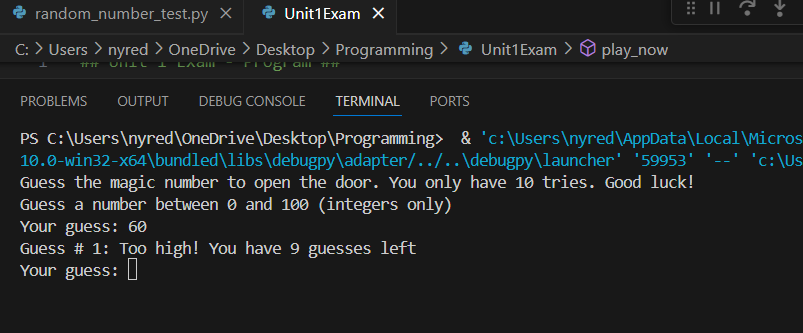 random_number_test.py
Unit1Exam
C: > Users > nyred > OneDrive > Desktop > Programming > Unit1Exam > play_now
1 ## Unit 1 Exam - Program ##
PROBLEMS OUTPUT DEBUG CONSOLE TERMINAL PORTS
PS C:\Users\nyred\OneDrive\Desktop\Programming> & 'c:\Users\nyred\AppData\Local\Micros
10.0-win32-x64\bundled\libs\debugpy\adapter/../..\debugpy\launcher' '59953' '--' 'c:\Us
Guess the magic number to open the door. You only have 10 tries. Good luck!
Guess a number between 0 and 100 (integers only)
Your guess: 60
Guess # 1: Too high! You have 9 guesses left
Your guess: